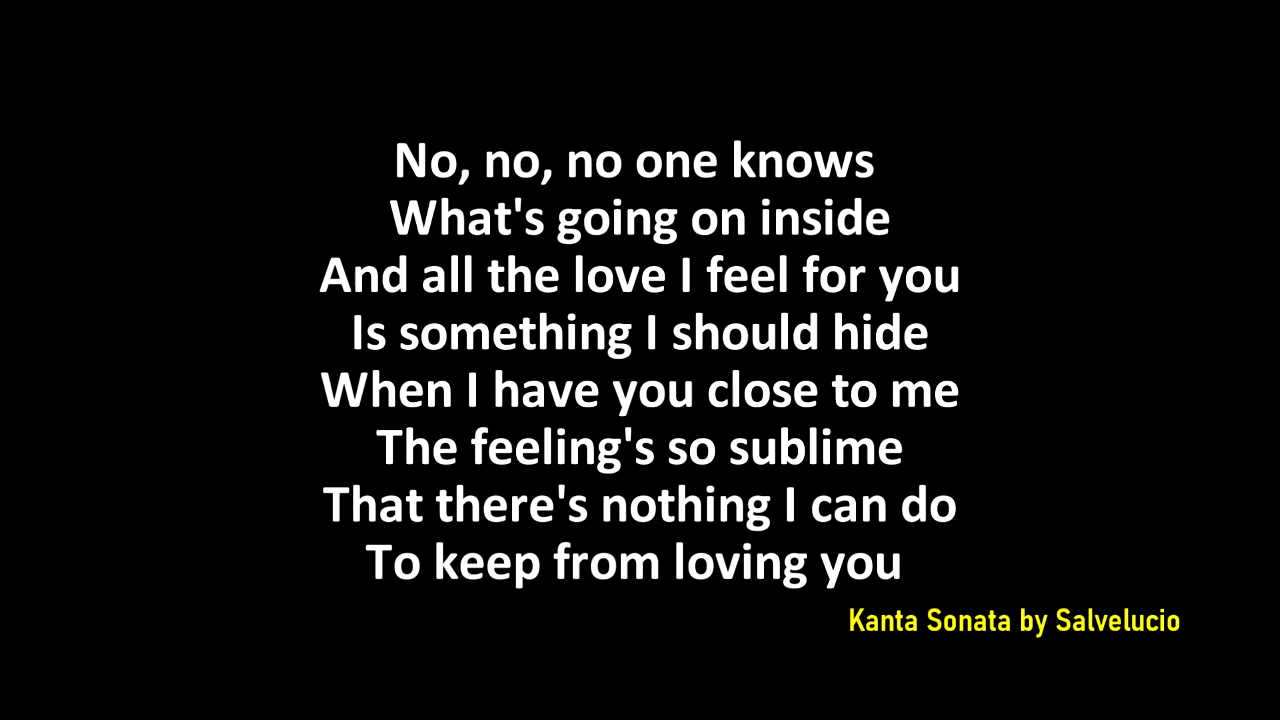 No, no, no one knows
What's going on inside
And all the love I feel for you
Is something I should hide
When I have you close to me
The feeling's so sublime
That there's nothing I can do
To keep from loving you
Kanta Sonata by Salvelucio